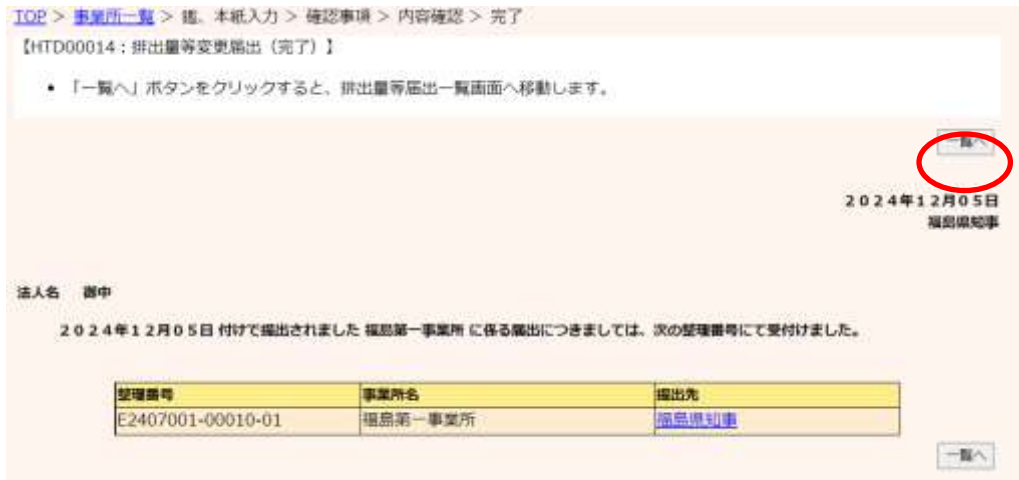 TOP > 事業所一覧 > 鑑、本紙入力 > 確認事項 > 内容確認 > 完了
【HTD00014：排出量等変更届出（完了）】
• 「一覧へ」ボタンをクリックすると、排出量等届出一覧画面へ移動します。
一覧へ
２０２４年１２月０５日
福島県知事
法人名　御中
２０２４年１２月０５日 付けで提出されました 福島第一事業所 に係る届出につきましては、次の整理番号にて受付けました。
整理番号 事業所名 提出先
E2407001-00010-01 福島第一事業所 福島県知事
一覧へ